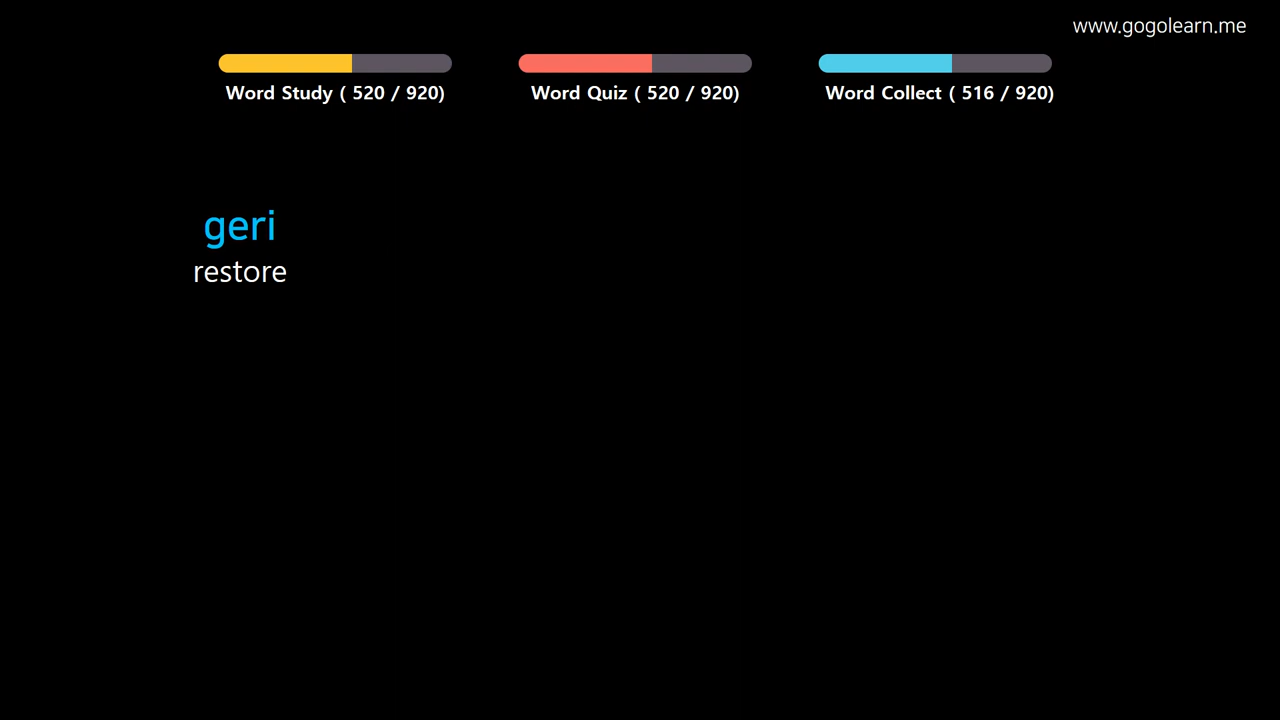 www.gogolearn.me
Word Study ( 520 / 920)
Word Quiz ( 520 / 920)
Word Collect ( 516 / 920)
geri
restore